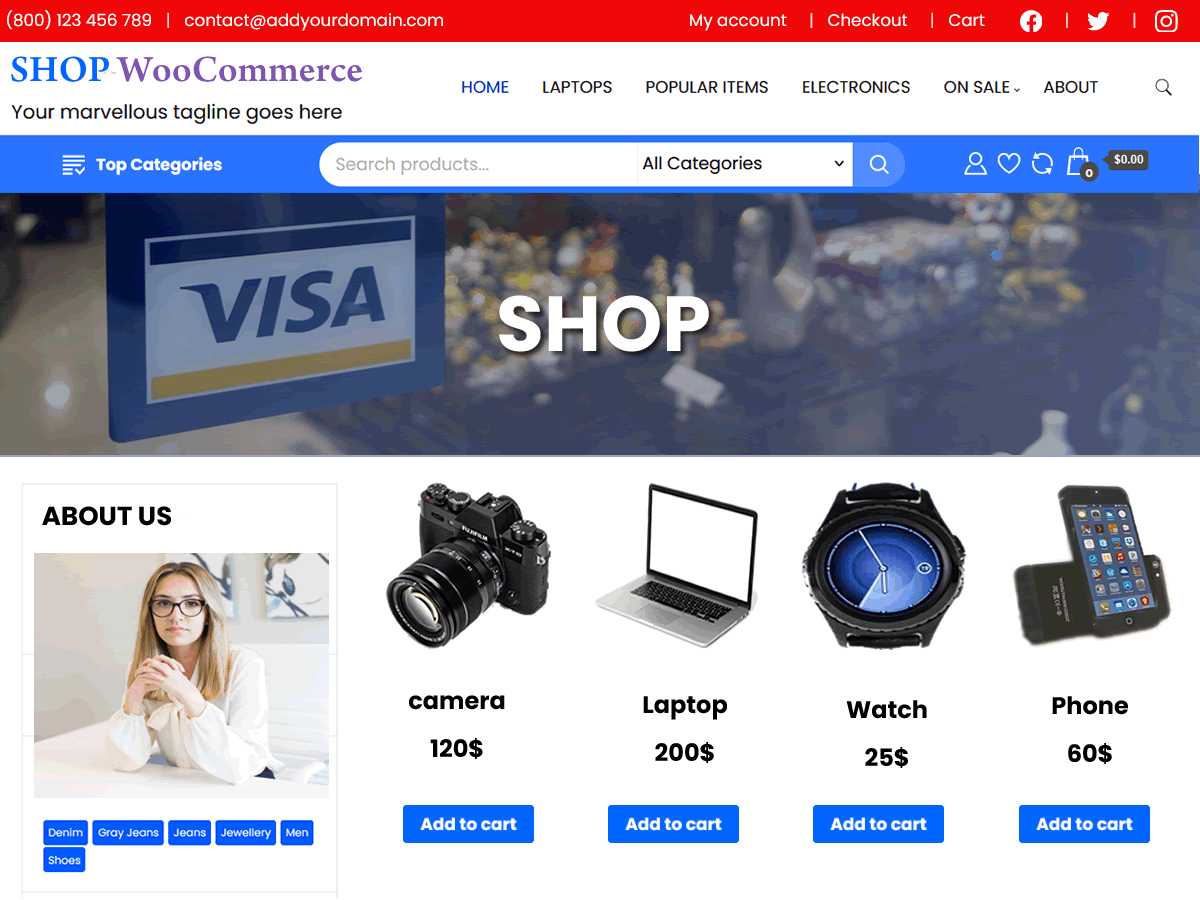 (800) 123 456 789 | contact@addyourdomain.com My account | Checkout | Cart | |
SHOP-WooCommerce
Your marvellous tagline goes here
HOME LAPTOPS POPULAR ITEMS ELECTRONICS ON SALE ABOUT
Top Categories Search products... All Categories 0 $0.00
VISA
SHOP
ABOUT US
FUJIFILM
X-T10
camera Laptop Watch Phone
120$ 200$ 25$ 60$
Add to cart Add to cart Add to cart Add to cart
Denim Gray Jeans Jeans Jewellery Men
Shoes